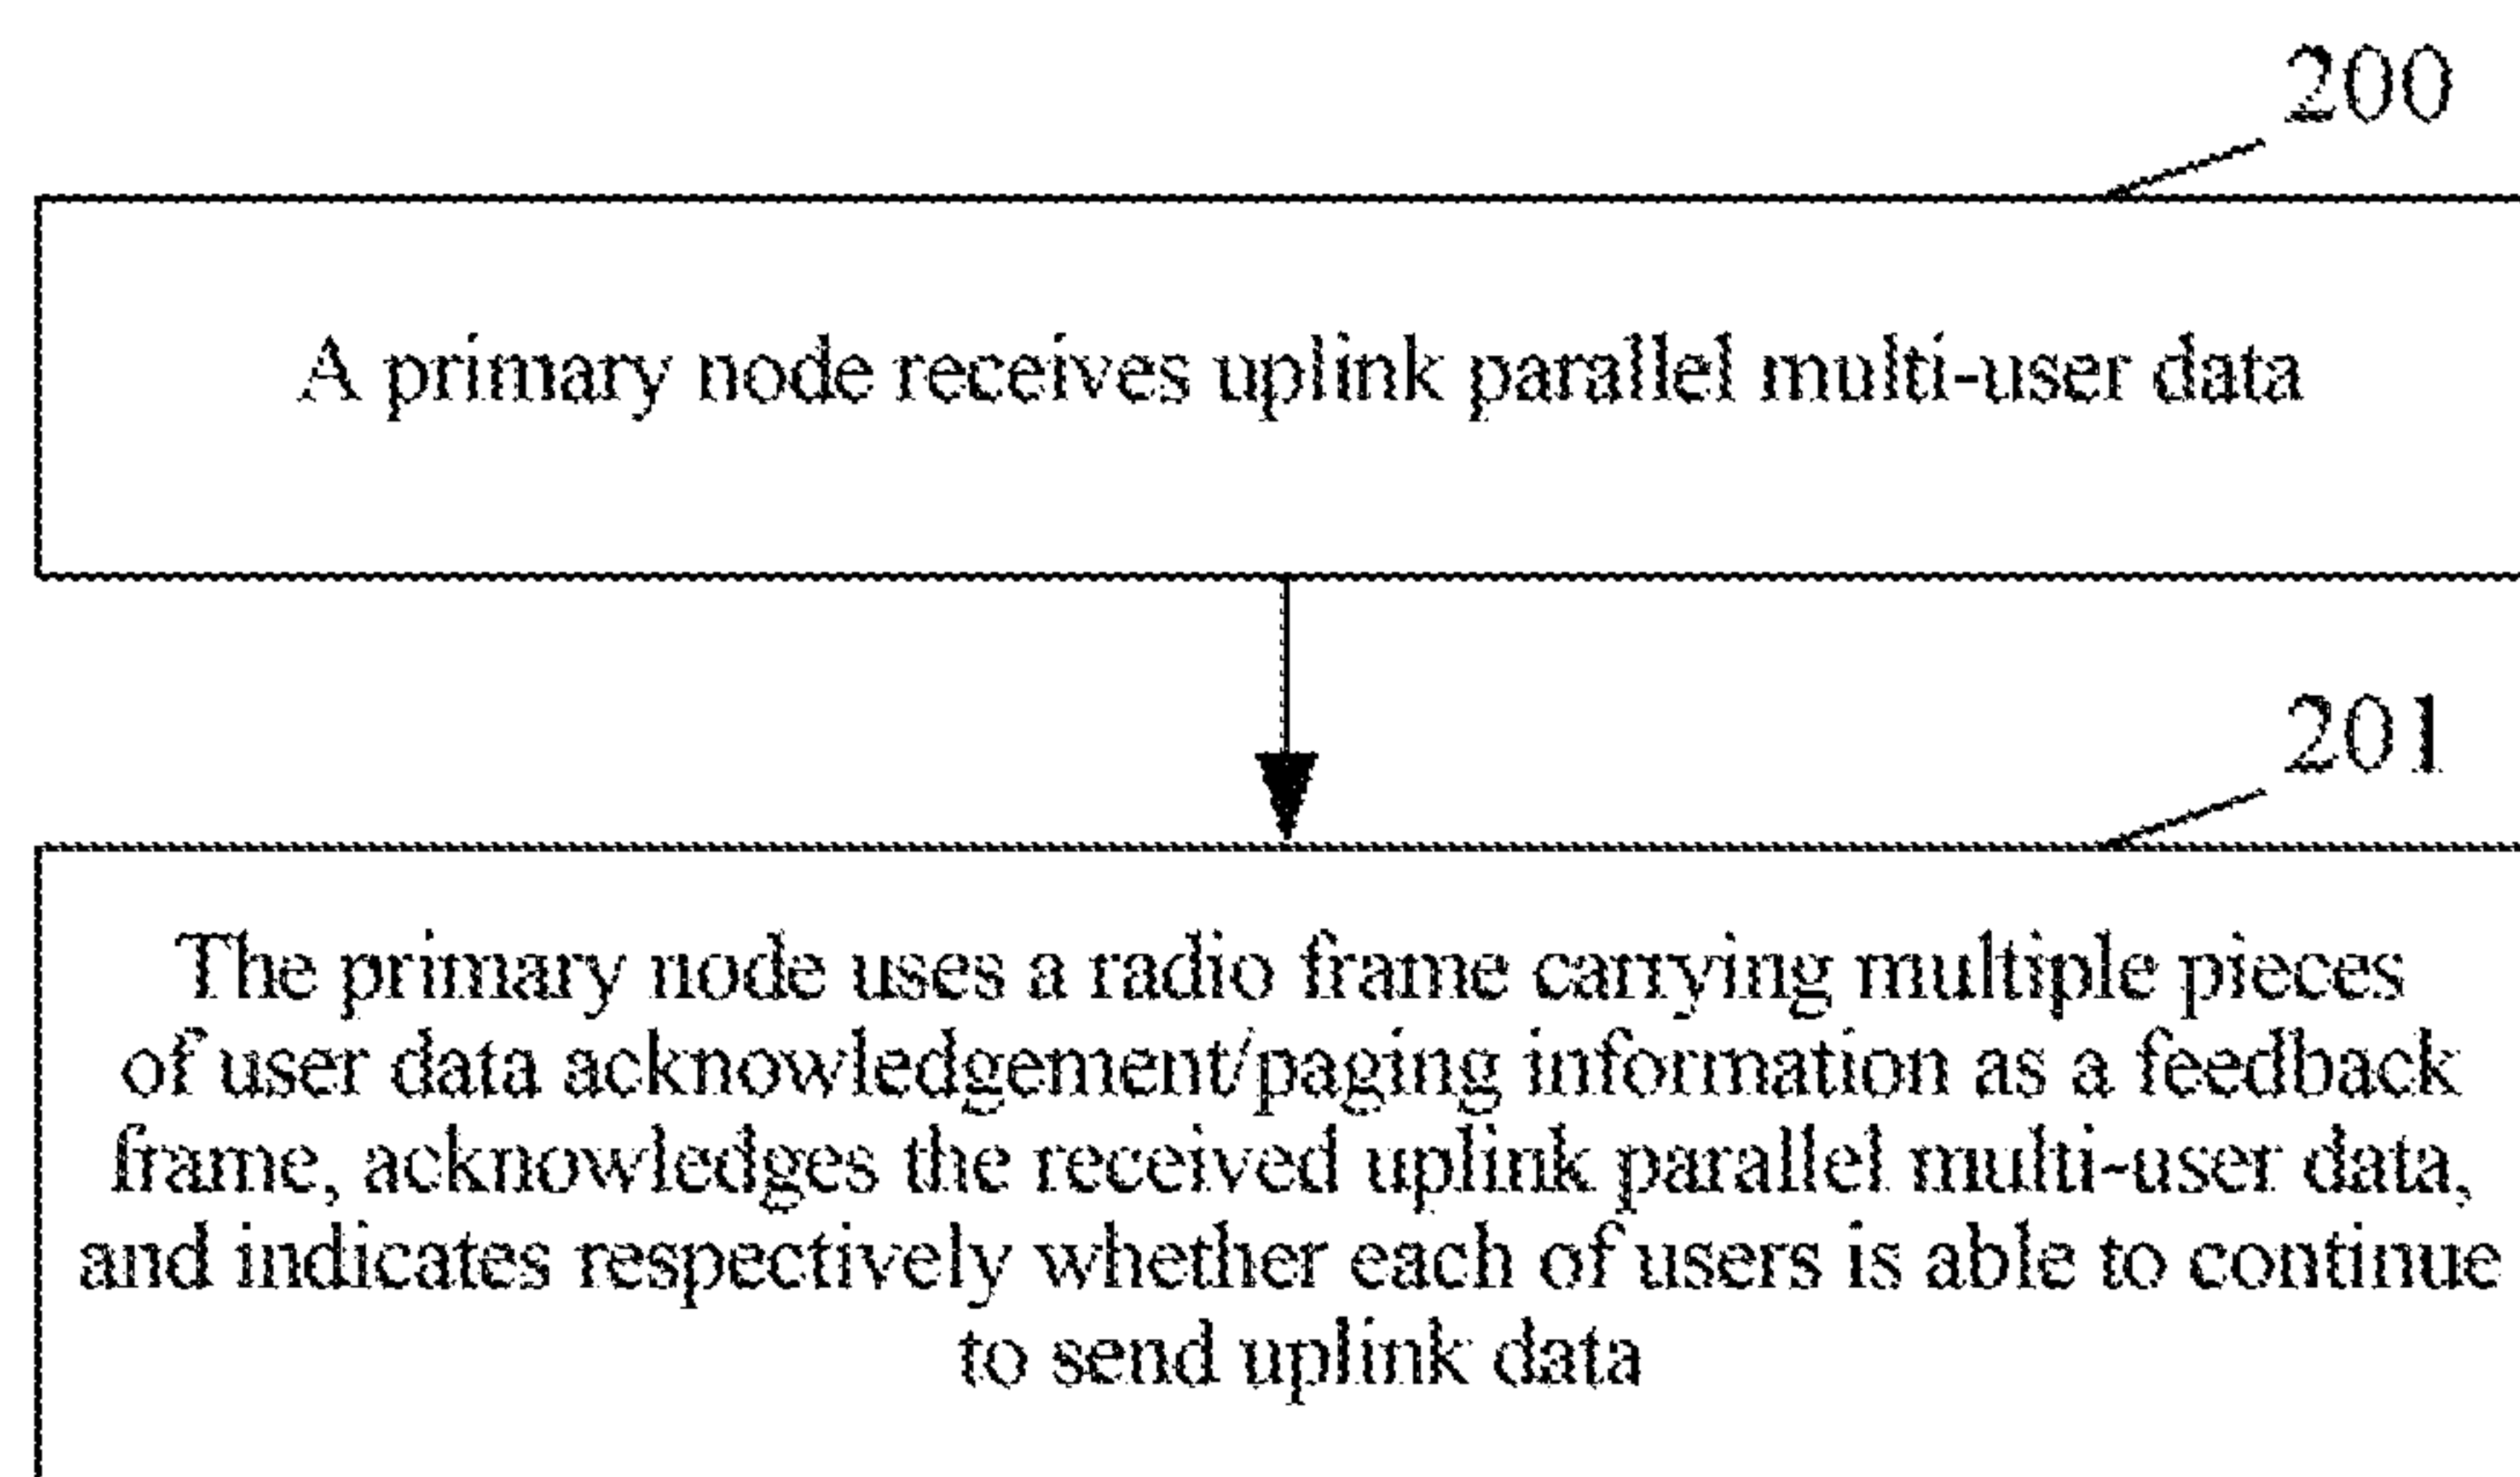 200
A primary node receives uplink parallel multi-user data
201
The primary node uses a radio frame carrying multiple pieces
of user data acknowledgement/paging information as a feedback
frame, acknowledges the received uplink parallel multi-user data,
and indicates respectively whether each of users is able to continue
to send uplink data